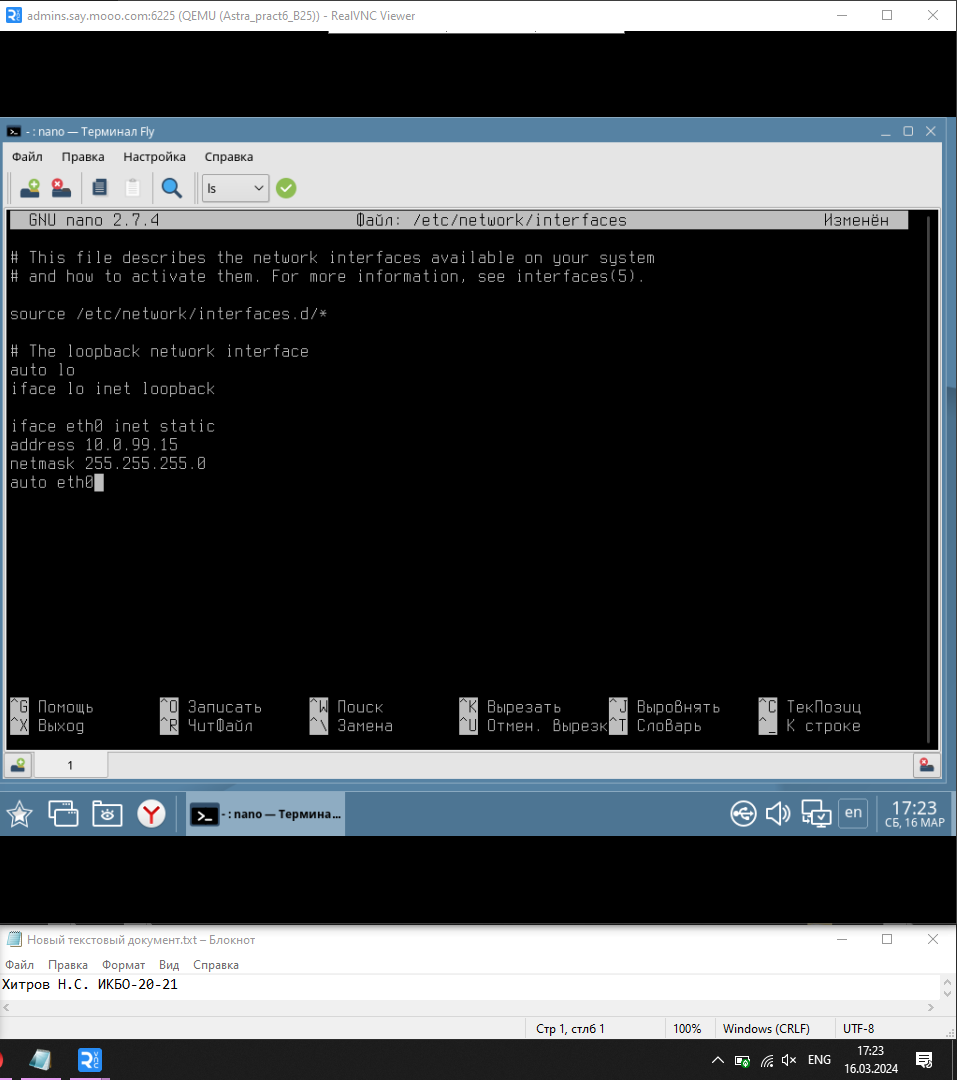 admins.say.mooo.com:6225 (QEMU (Astra_pract6_B25)) - RealVNC Viewer
- : nano — Терминал Fly
Файл Правка Настройка Справка
ls
GNU nano 2.7.4 Файл: /etc/network/interfaces Изменён
# This file describes the network interfaces available on your system
# and how to activate them. For more information, see interfaces(5).
source /etc/network/interfaces.d/*
# The loopback network interface
auto lo
iface lo inet loopback
iface eth0 inet static
address 10.0.99.15
netmask 255.255.255.0
auto eth0
^G Помощь ^O Записать ^W Поиск ^K Вырезать ^J Выровнять ^C ТекПозиц
^X Выход ^R ЧитФайл ^\ Замена ^U Отмен. Вырезк ^T Словарь ^_ К строке
1
- : nano — Термина... en 17:23
СБ, 16 МАР
Новый текстовый документ.txt – Блокнот
Файл Правка Формат Вид Справка
Хитров Н.С. ИКБО-20-21
Стр 1, стлб 1 100% Windows (CRLF) UTF-8
ENG 17:23
16.03.2024